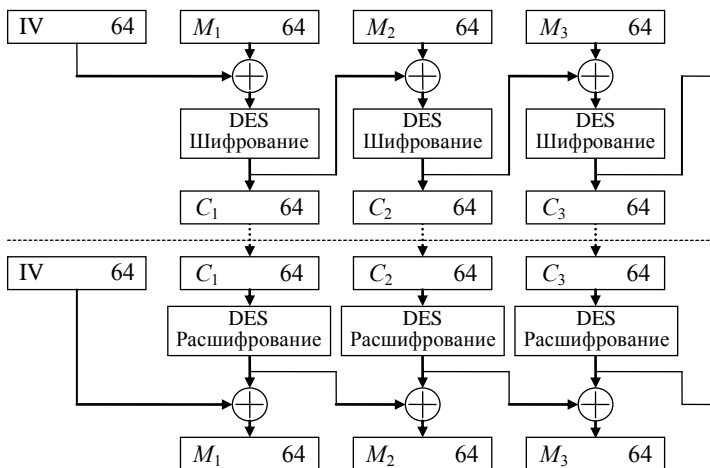 IV 64 M1 64 M2 64 M3 64
DES DES DES
Шифрование Шифрование Шифрование
C1 64 C2 64 C3 64
IV 64 C1 64 C2 64 C3 64
DES DES DES
Расшифрование Расшифрование Расшифрование
M1 64 M2 64 M3 64